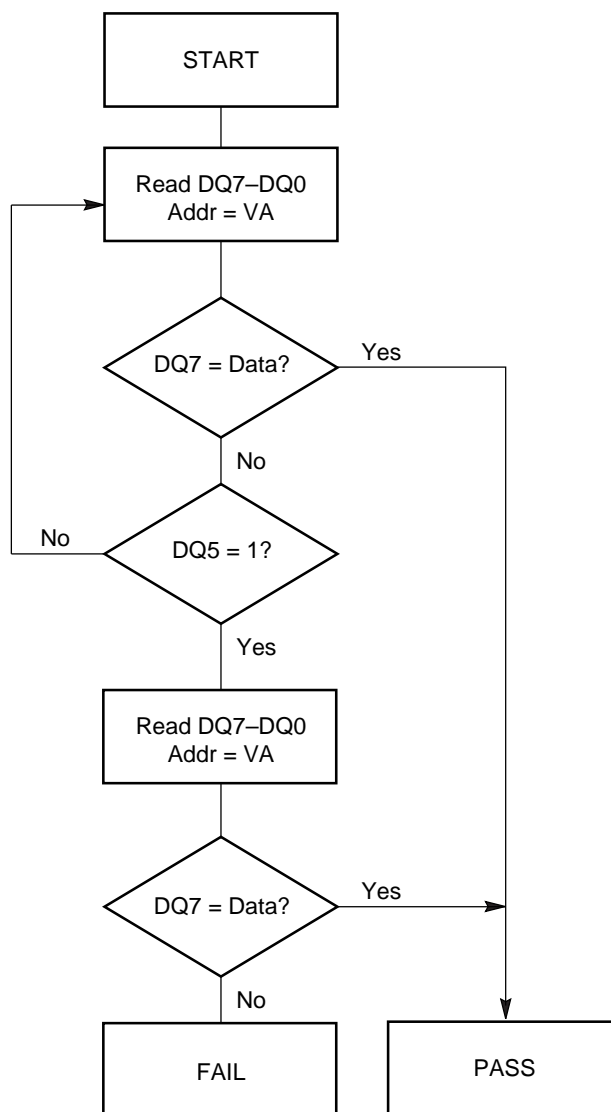 START
Read DQ7–DQ0
Addr = VA
DQ7 = Data?
Yes
No
DQ5 = 1?
No
Yes
Read DQ7–DQ0
Addr = VA
DQ7 = Data?
Yes
No
FAIL
PASS